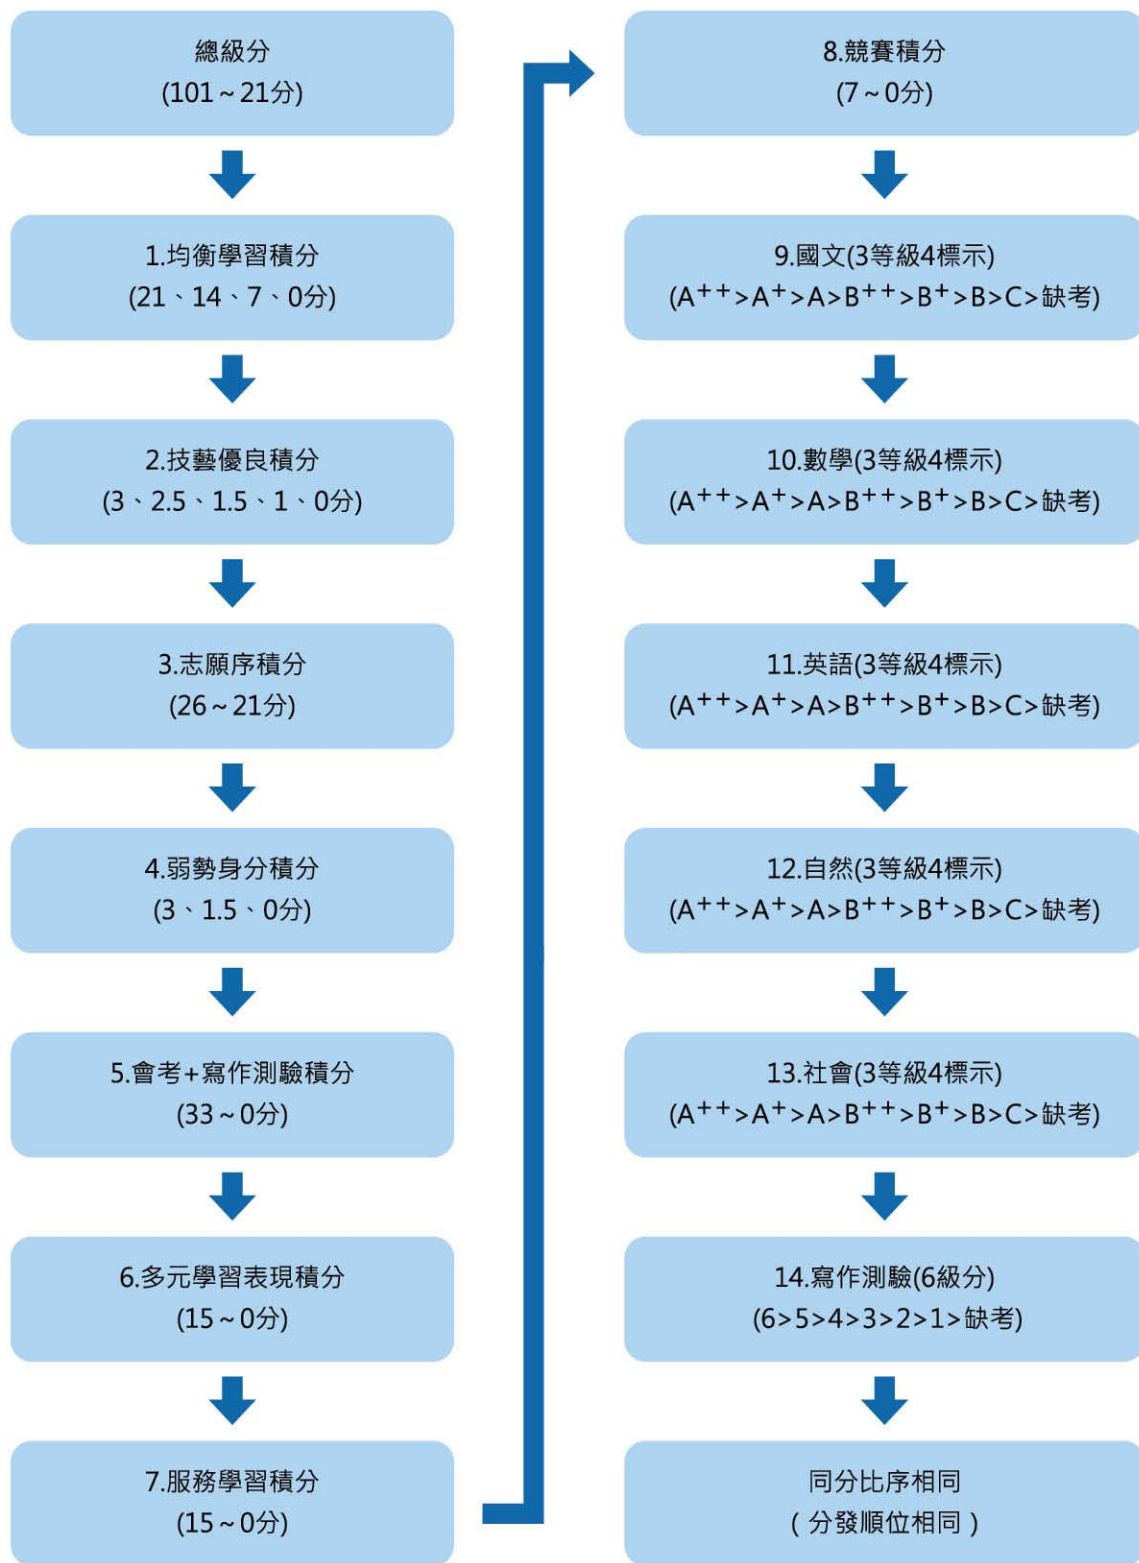 總級分
(101～21分)
1.均衡學習積分
(21、14、7、0分)
2.技藝優良積分
(3、2.5、1.5、1、0分)
3.志願序積分
(26～21分)
4.弱勢身分積分
(3、1.5、0分)
5.會考+寫作測驗積分
(33～0分)
6.多元學習表現積分
(15～0分)
7.服務學習積分
(15～0分)
8.競賽積分
(7～0分)
9.國文(3等級4標示)
(A⁺⁺>A⁺>A>B⁺⁺>B⁺>B>C>缺考)
10.數學(3等級4標示)
(A⁺⁺>A⁺>A>B⁺⁺>B⁺>B>C>缺考)
11.英語(3等級4標示)
(A⁺⁺>A⁺>A>B⁺⁺>B⁺>B>C>缺考)
12.自然(3等級4標示)
(A⁺⁺>A⁺>A>B⁺⁺>B⁺>B>C>缺考)
13.社會(3等級4標示)
(A⁺⁺>A⁺>A>B⁺⁺>B⁺>B>C>缺考)
14.寫作測驗(6級分)
(6>5>4>3>2>1>缺考)
同分比序相同
（分發順位相同）